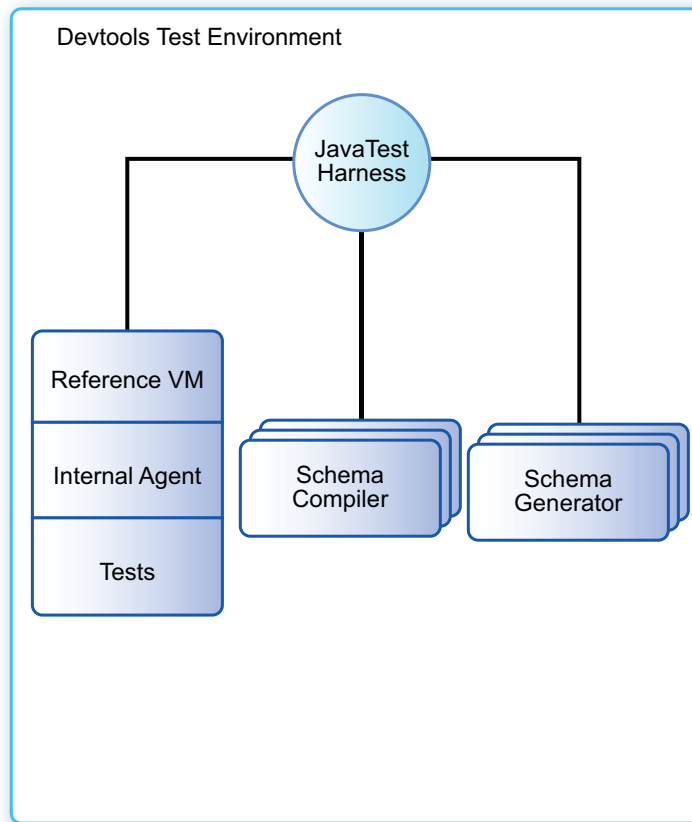 Devtools Test Environment
JavaTest
Harness
Reference VM
Internal Agent
Tests
Schema
Compiler
Schema
Generator